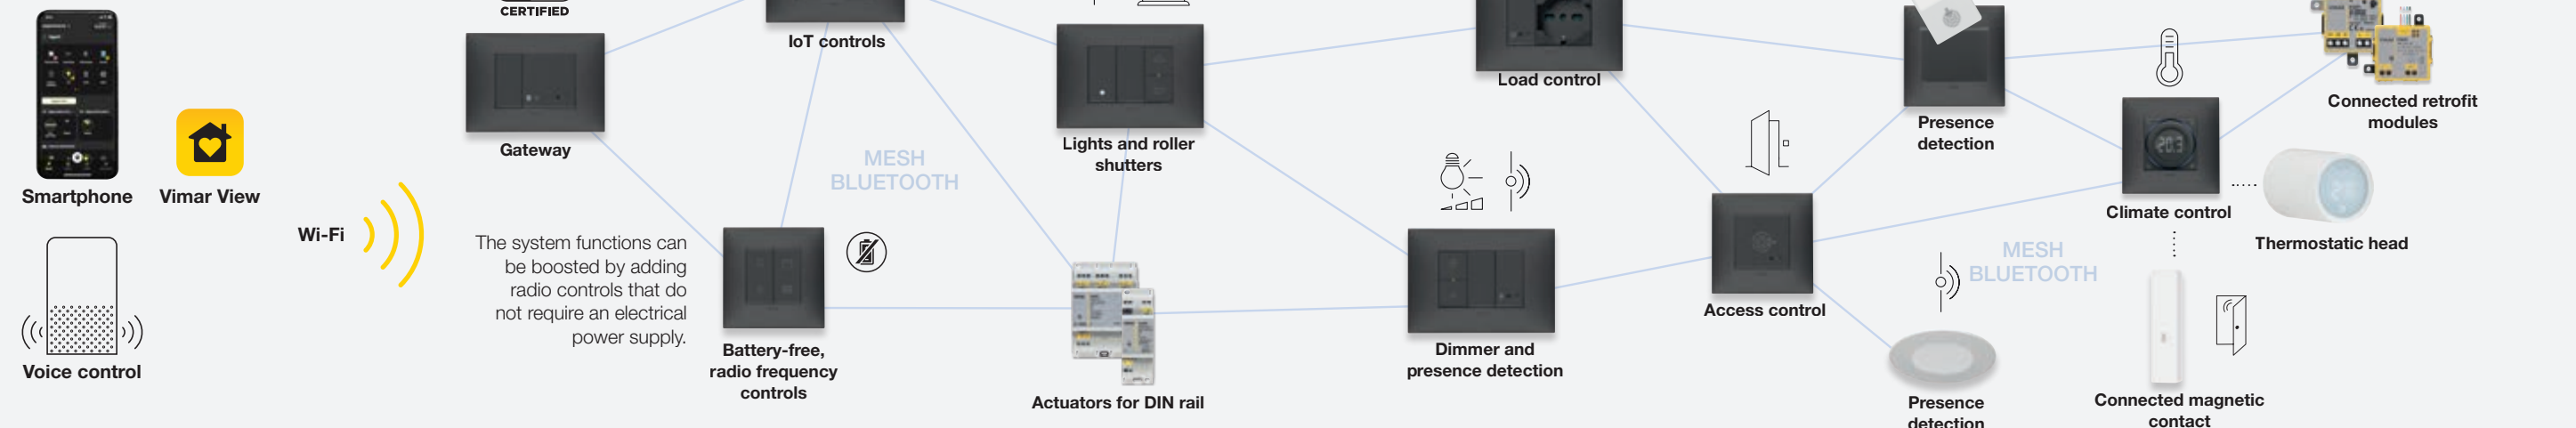 CERTIFIED
IoT controls
Gateway
Lights and roller
shutters
Load control
Presence
detection
Connected retrofit
modules
Smartphone
Vimar View
MESH
BLUETOOTH
20.3
Climate control
Thermostatic head
Wi-Fi
The system functions can
be boosted by adding
radio controls that do
not require an electrical
power supply.
MESH
BLUETOOTH
Access control
Voice control
Battery-free,
radio frequency
controls
Actuators for DIN rail
Dimmer and
presence detection
Presence
detection
Connected magnetic
contact